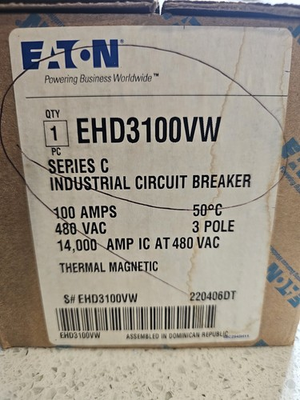 EATON
Powering Business Worldwide™
QTY
1 EHD3100VW
PC
SERIES C
INDUSTRIAL CIRCUIT BREAKER
100 AMPS 50°C
480 VAC 3 POLE
14,000 AMP IC AT 480 VAC
THERMAL MAGNETIC
S# EHD3100VW 220406DT
EHD3100VW ASSEMBLED IN DOMINICAN REPUBLIC